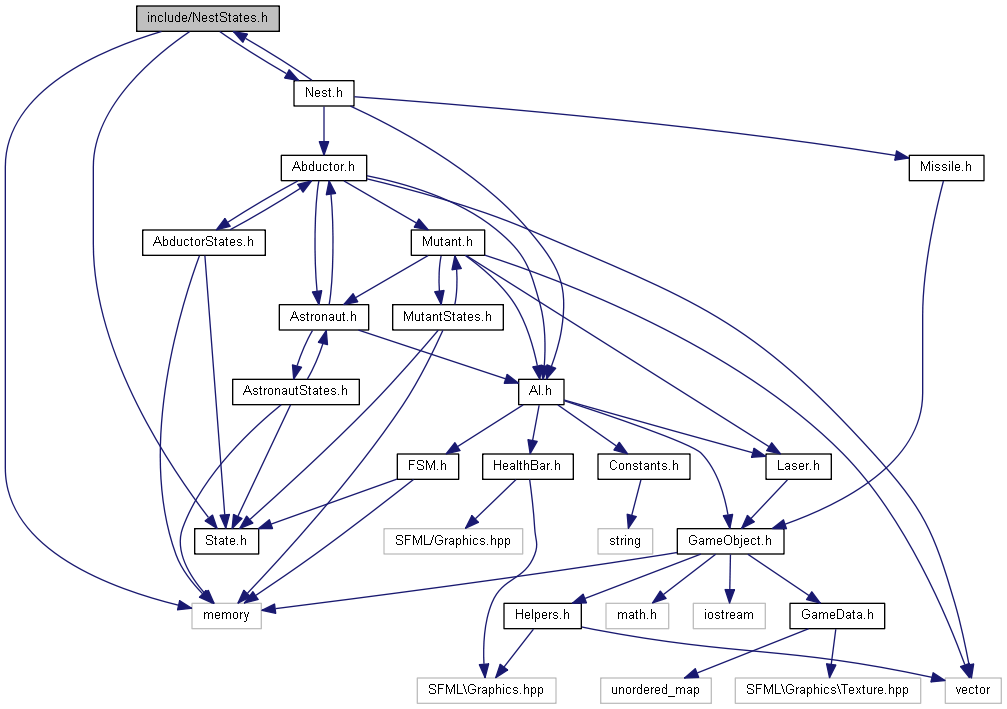 include/NestStates.h
Nest.h
Abductor.h
Missile.h
AbductorStates.h
Mutant.h
Astronaut.h
MutantStates.h
AstronautStates.h
AI.h
FSM.h
HealthBar.h
Constants.h
Laser.h
State.h
SFML/Graphics.hpp
string
GameObject.h
memory
Helpers.h
math.h
iostream
GameData.h
SFML\Graphics.hpp
unordered_map
SFML\Graphics\Texture.hpp
vector